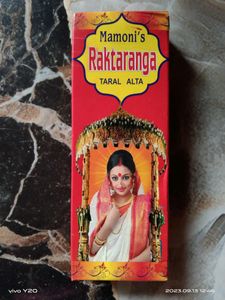 Mamoni's
Raktaranga
TARAL ALTA
vivo Y20
2023.09.13 12:46